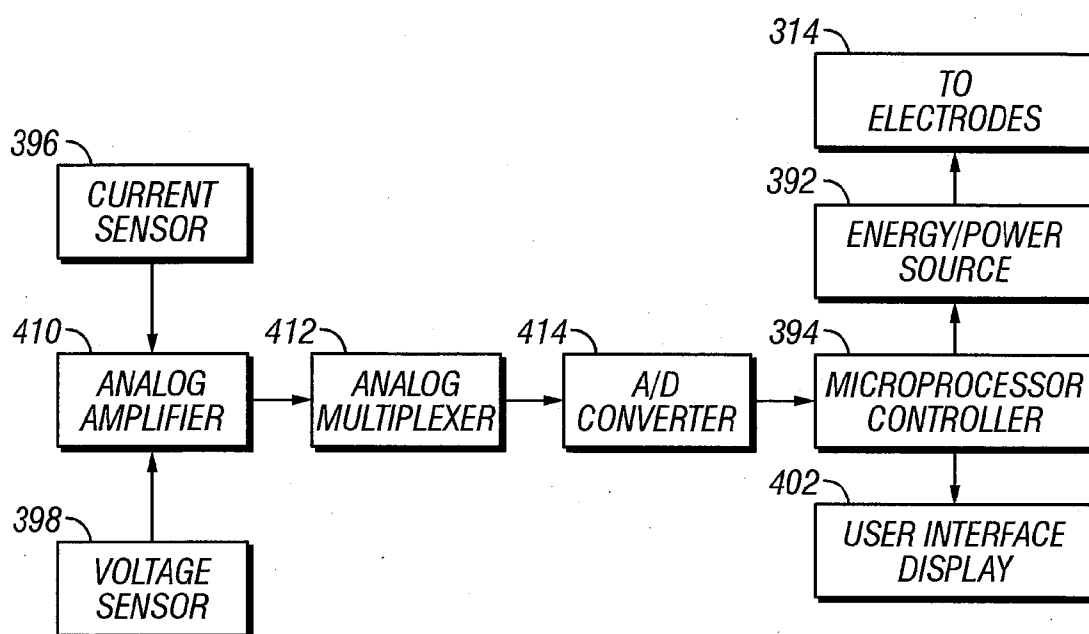 314
TO
ELECTRODES
396
CURRENT
SENSOR
392
ENERGY/POWER
SOURCE
410
ANALOG
AMPLIFIER
412
ANALOG
MULTIPLEXER
414
A/D
CONVERTER
394
MICROPROCESSOR
CONTROLLER
398
VOLTAGE
SENSOR
402
USER INTERFACE
DISPLAY